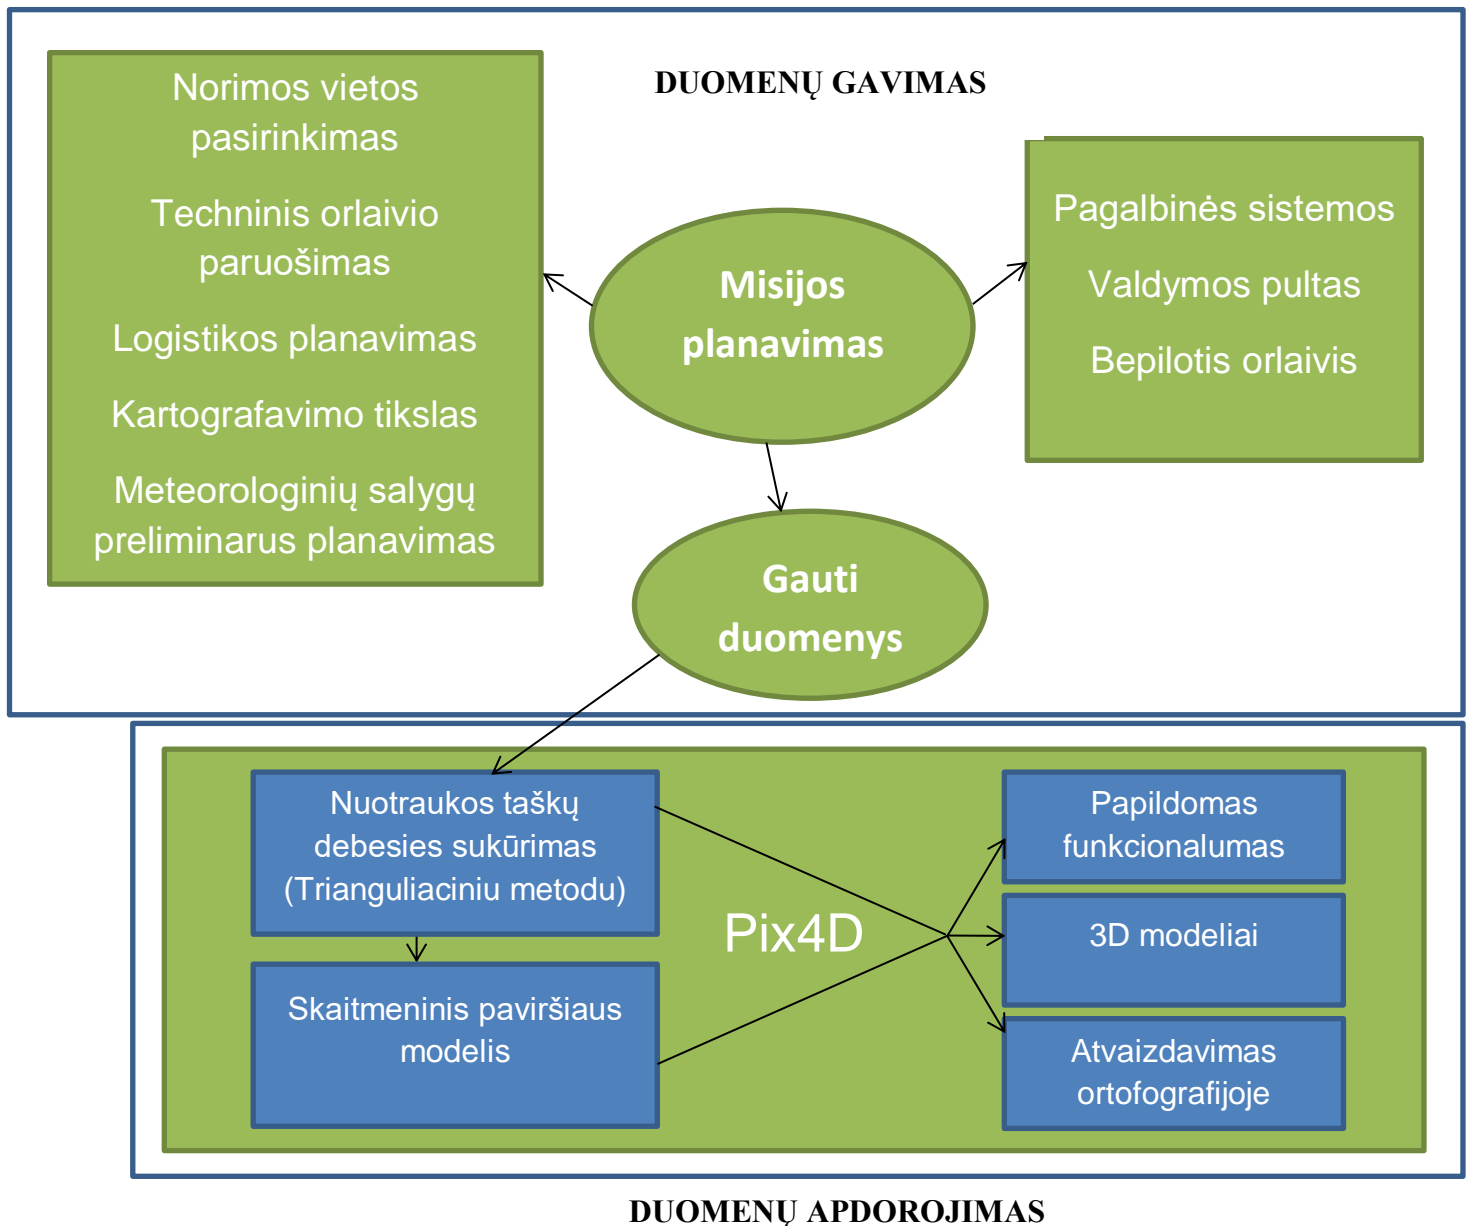 DUOMENŲ GAVIMAS
Norimos vietos
pasirinkimas
Techninis orlaivio
paruošimas
Logistikos planavimas
Kartografavimo tikslas
Meteorologinių salygų
preliminarus planavimas
Misijos
planavimas
Pagalbinės sistemos
Valdymos pultas
Bepilotis orlaivis
Gauti
duomenys
Nuotraukos taškų
debesies sukūrimas
(Trianguliaciniu metodu)
Skaitmeninis paviršiaus
modelis
Pix4D
Papildomas
funkcionalumas
3D modeliai
Atvaizdavimas
ortofografijoje
DUOMENŲ APDOROJIMAS